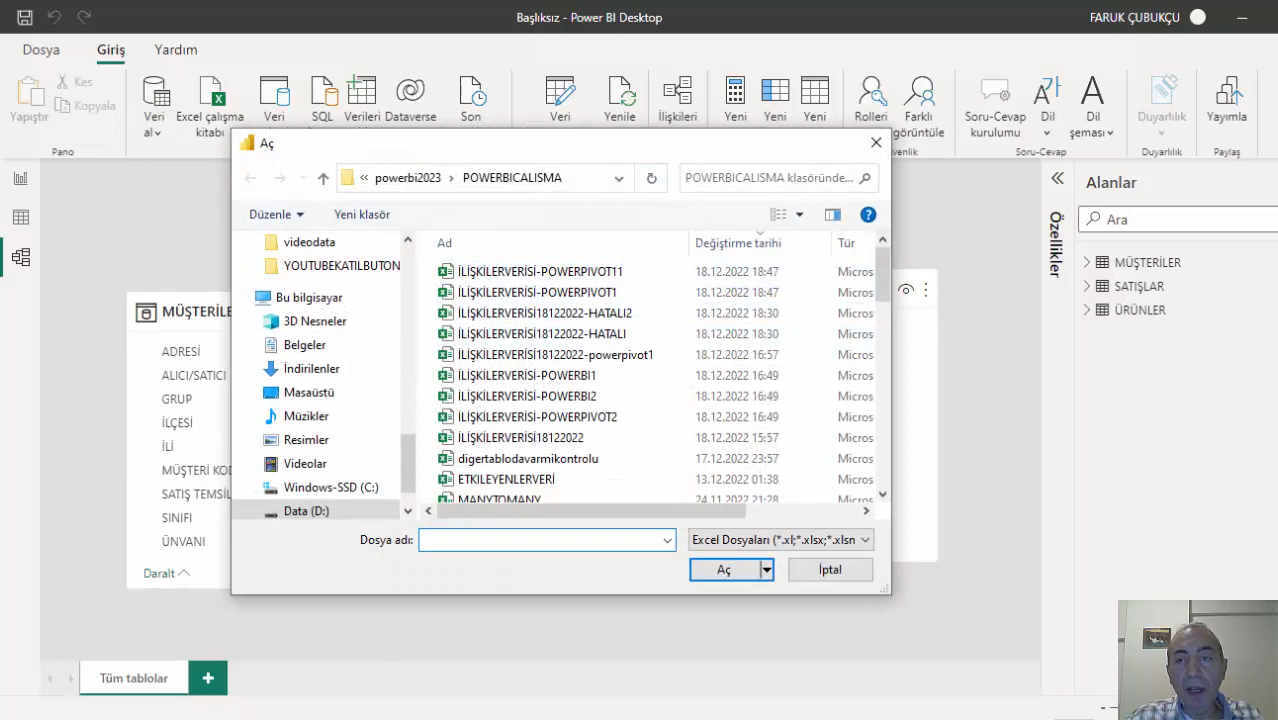 Başlıksız - Power BI Desktop
FARUK ÇUBUKÇU
Dosya
Giriş
Yardım
Yapıştır
Kes
Kopyala
Pano
Veri
al
Excel çalışma
kitabı
Veri
SQL
Verileri
Dataverse
Son
Veri
Yenile
İlişkileri
Yeni
Yeni
Yeni
Rolleri
Farklı
görüntüle
Soru-Cevap
kurulumu
Dil
Dil
şeması
Soru-Cevap
Duyarlılık
Duyarlılık
Yayımla
Paylaş
Aç
« powerbi2023 > POWERBICALISMA
POWERBICALISMA klasöründe...
Düzenle
Yeni klasör
videodata
YOUTUBEKATILBUTON
Bu bilgisayar
3D Nesneler
Belgeler
İndirilenler
Masaüstü
Müzikler
Resimler
Videolar
Windows-SSD (C:)
Data (D:)
Ad
Değiştirme tarihi
Tür
İLİŞKİLERVERİSİ-POWERPIVOT11 18.12.2022 18:47 Micros
İLİŞKİLERVERİSİ-POWERPIVOT1 18.12.2022 18:47 Micros
İLİŞKİLERVERİSİ18122022-HATALI2 18.12.2022 18:30 Micros
İLİŞKİLERVERİSİ18122022-HATALI 18.12.2022 18:30 Micros
İLİŞKİLERVERİSİ18122022-powerpivot1 18.12.2022 16:57 Micros
İLİŞKİLERVERİSİ-POWERBI1 18.12.2022 16:49 Micros
İLİŞKİLERVERİSİ-POWERBI2 18.12.2022 16:49 Micros
İLİŞKİLERVERİSİ-POWERPIVOT2 18.12.2022 16:49 Micros
İLİŞKİLERVERİSİ18122022 18.12.2022 15:57 Micros
digertablodavarmikontrolu 17.12.2022 23:57 Micros
ETKILEYENLERVERİ 13.12.2022 01:38 Micros
MANYTOMANY 24.11.2022 21:28 Micros
Dosya adı:
Excel Dosyaları (*.xl;*.xlsx;*.xlsn
Aç
İptal
MÜŞTERİLE
ADRESİ
ALICI/SATICI
GRUP
İLÇESİ
İLİ
MÜŞTERİ KOD
SATIŞ TEMSİL
SINIFI
ÜNVANI
Daralt
Özellikler
Alanlar
Ara
MÜŞTERİLER
SATIŞLAR
ÜRÜNLER
Tüm tablolar